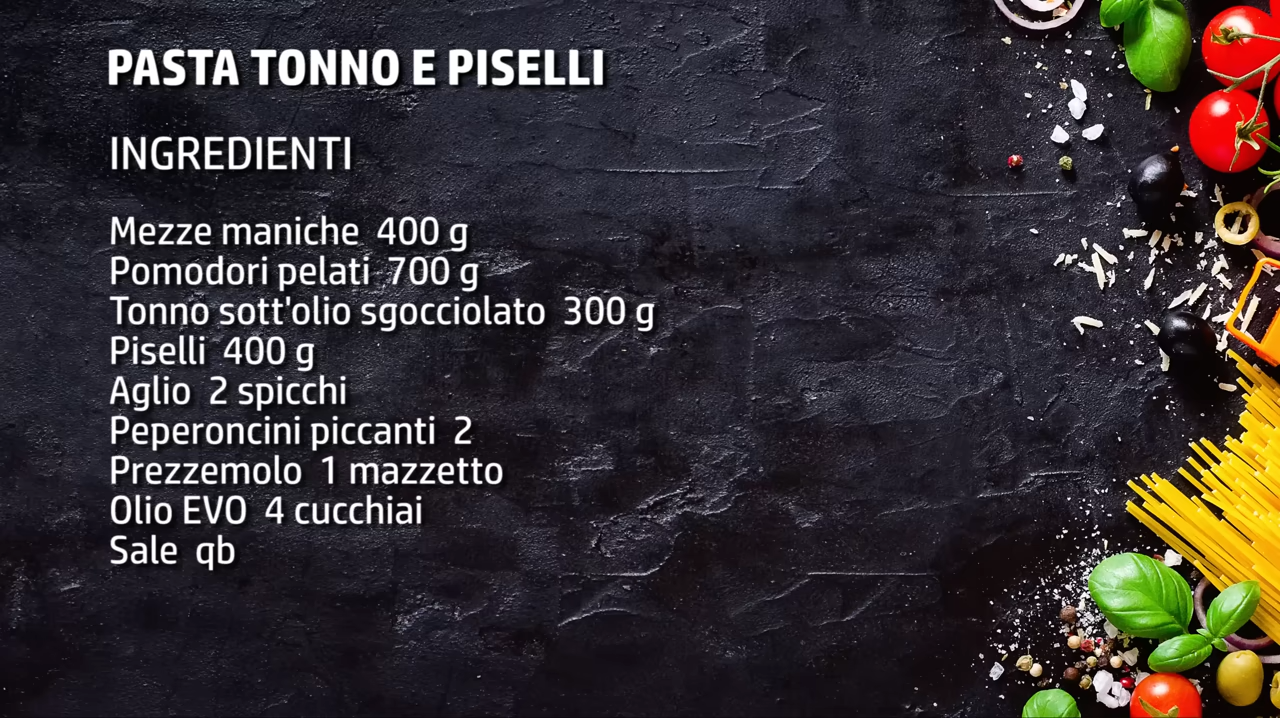 PASTA TONNO E PISELLI
INGREDIENTI
Mezze maniche 400 g
Pomodori pelati 700 g
Tonno sott'olio sgocciolato 300 g
Piselli 400 g
Aglio 2 spicchi
Peperoncini piccanti 2
Prezzemolo 1 mazzetto
Olio EVO 4 cucchiai
Sale qb